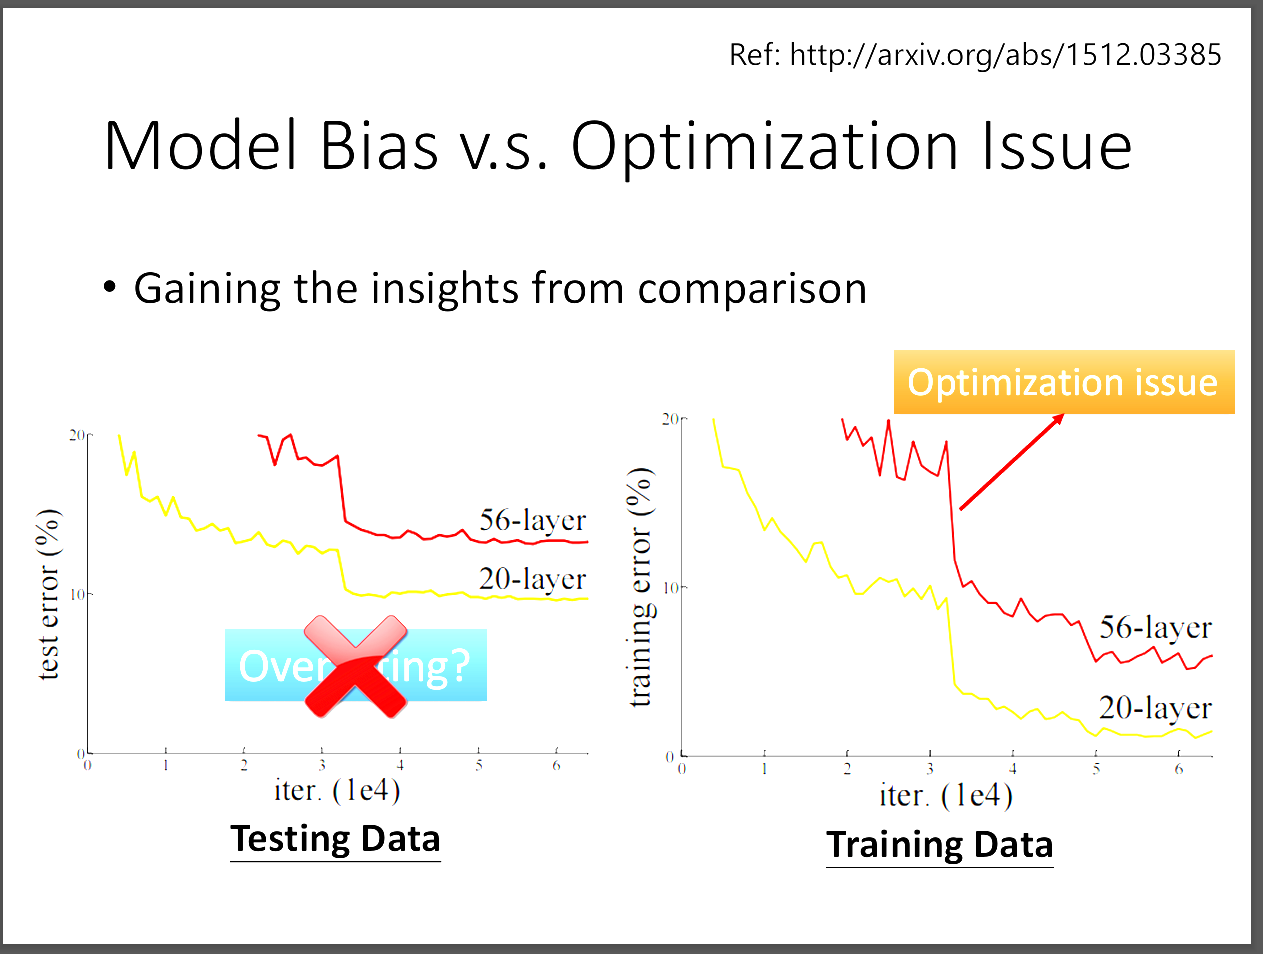 Ref: http://arxiv.org/abs/1512.03385
Model Bias v.s. Optimization Issue
• Gaining the insights from comparison
Optimization issue
20
10
0
test error (%)
56-layer
20-layer
0 1 2 3 4 5 6
iter. (1e4)
Testing Data
20
10
0
training error (%)
56-layer
20-layer
0 1 2 3 4 5 6
iter. (1e4)
Training Data